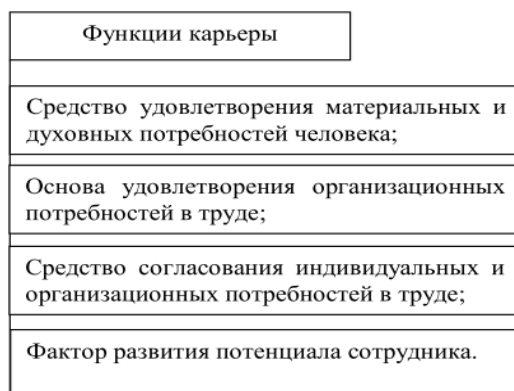 Функции карьеры
Средство удовлетворения материальных и
духовных потребностей человека;
Основа удовлетворения организационных
потребностей в труде;
Средство согласования индивидуальных и
организационных потребностей в труде;
Фактор развития потенциала сотрудника.